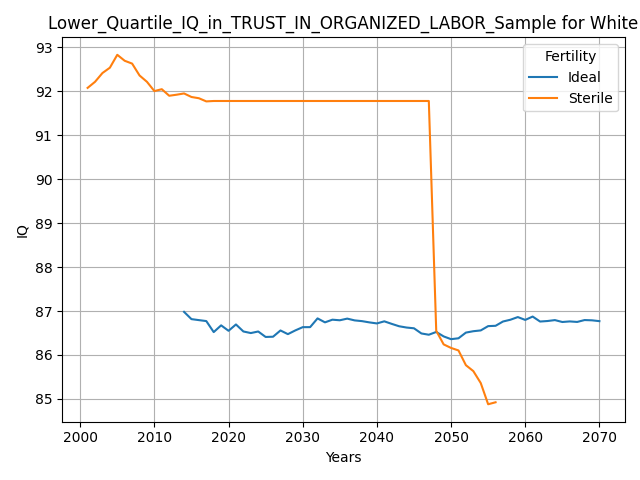 Lower_Quartile_IQ_in_TRUST_IN_ORGANIZED_LABOR_Sample for White
Fertility
Ideal
Sterile
93
92
91
90
89
88
87
86
85
IQ
2000 2010 2020 2030 2040 2050 2060 2070
Years